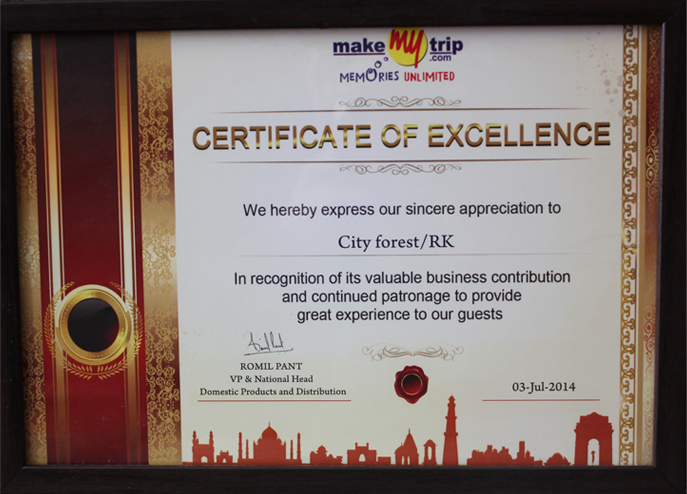 make my trip
.com
MEMORIES UNLIMITED
CERTIFICATE OF EXCELLENCE
We hereby express our sincere appreciation to
City forest/RK
In recognition of its valuable business contribution
and continued patronage to provide
great experience to our guests
ROMIL PANT
VP & National Head
Domestic Products and Distribution
03-Jul-2014